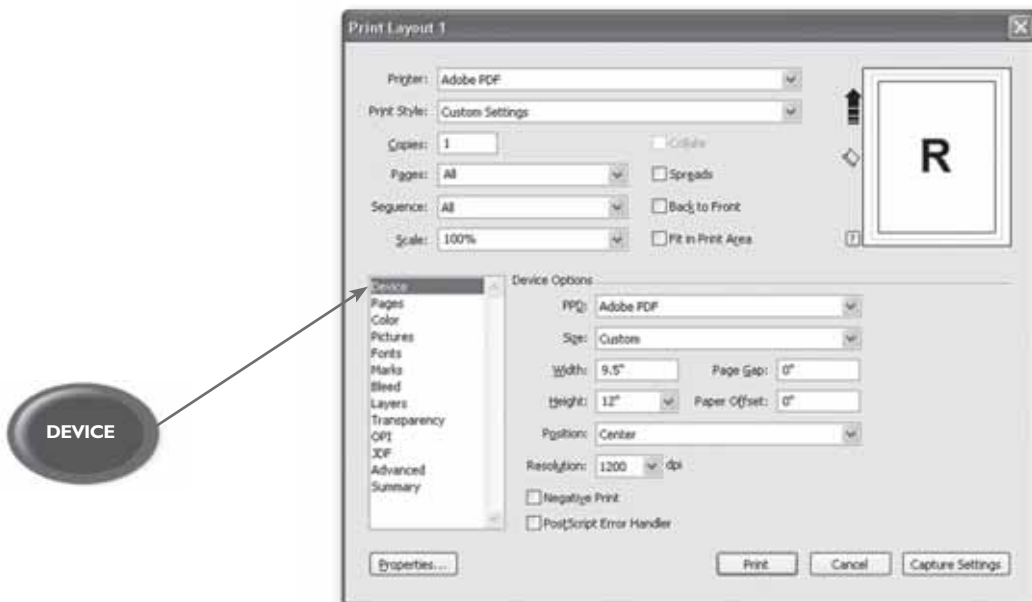 Print Layout 1
Printer: Adobe PDF
Print Style: Custom Settings
Copies: 1 Collate
Pages: All Spreads
Sequence: All Back to Front
Scale: 100% Fit in Print Area
R
Device Options
Device
Pages
Color
Pictures
Fonts
Marks
Bleed
Layers
Transparency
OPI
JDF
Advanced
Summary
PPD: Adobe PDF
Size: Custom
Width: 9.5" Page Gap: 0"
Height: 12" Paper Offset: 0"
Position: Center
Resolution: 1200 dpi
Negative Print
PostScript Error Handler
Properties... Print Cancel Capture Settings
DEVICE